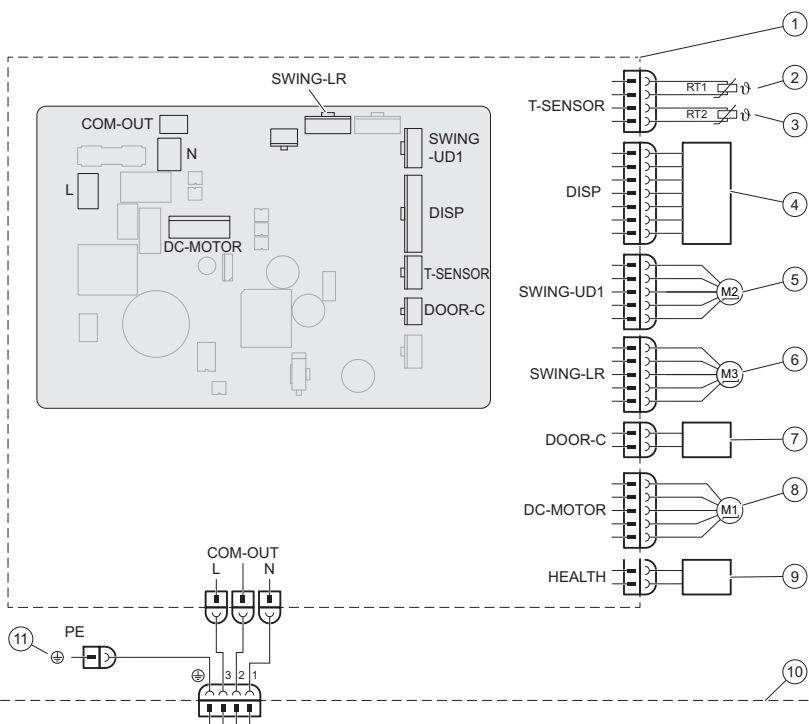 1
SWING-LR
2
RT1 ϑ
T-SENSOR
COM-OUT
RT2 ϑ
3
SWING
-UD1
N
L
DISP
4
DISP
DC-MOTOR
T-SENSOR
SWING-UD1
M2
5
DOOR-C
SWING-LR
M3
6
DOOR-C
7
DC-MOTOR
M1
8
COM-OUT
L N
HEALTH
9
11
PE
3 2 1
10